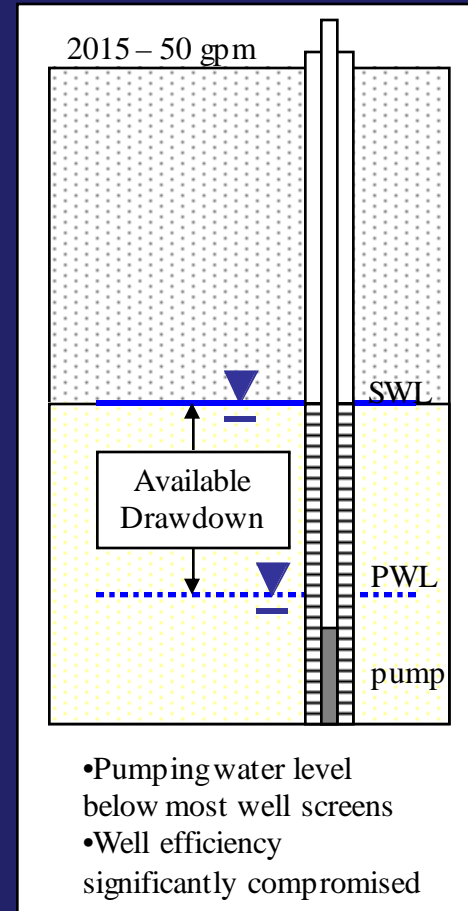 2015 – 50 gpm
SWL
Available
Drawdown
PWL
pump
•Pumping water level
below most well screens
•Well efficiency
significantly compromised